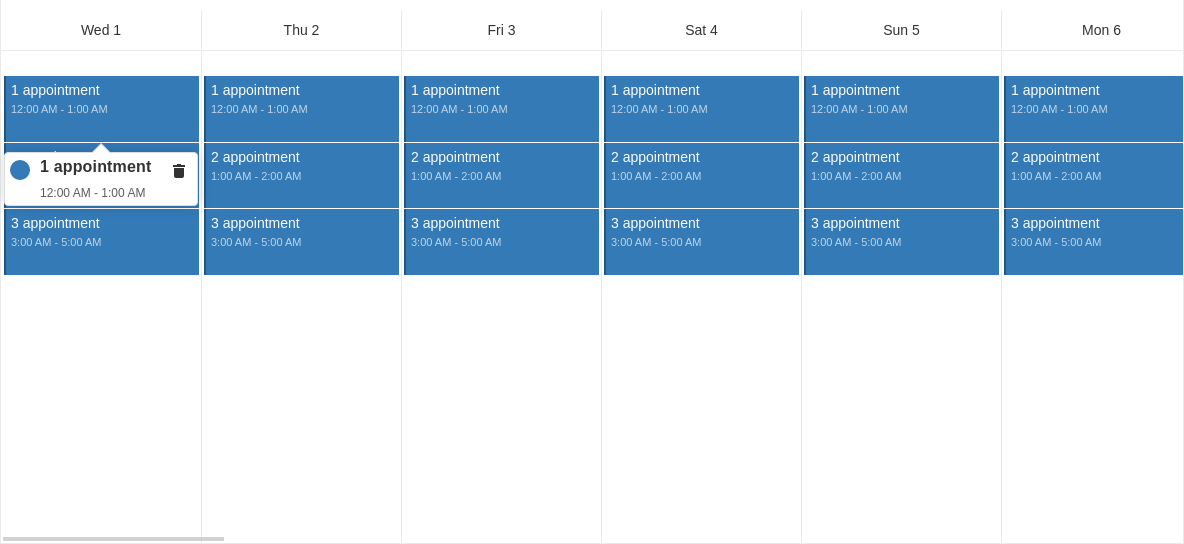 Wed 1
Thu 2
Fri 3
Sat 4
Sun 5
Mon 6
1 appointment
12:00 AM - 1:00 AM
1 appointment
12:00 AM - 1:00 AM
3 appointment
3:00 AM - 5:00 AM
1 appointment
12:00 AM - 1:00 AM
2 appointment
1:00 AM - 2:00 AM
3 appointment
3:00 AM - 5:00 AM
1 appointment
12:00 AM - 1:00 AM
2 appointment
1:00 AM - 2:00 AM
3 appointment
3:00 AM - 5:00 AM
1 appointment
12:00 AM - 1:00 AM
2 appointment
1:00 AM - 2:00 AM
3 appointment
3:00 AM - 5:00 AM
1 appointment
12:00 AM - 1:00 AM
2 appointment
1:00 AM - 2:00 AM
3 appointment
3:00 AM - 5:00 AM
1 appointment
12:00 AM - 1:00 AM
2 appointment
1:00 AM - 2:00 AM
3 appointment
3:00 AM - 5:00 AM